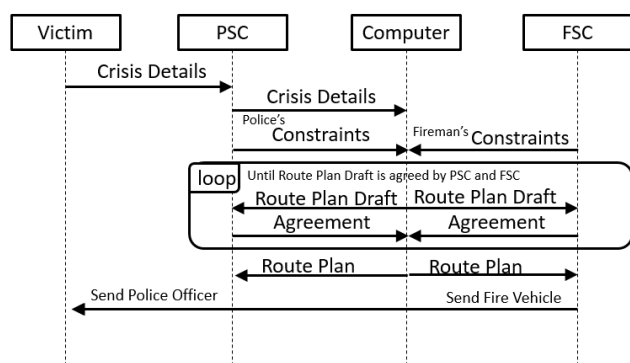 Victim PSC Computer FSC
Crisis Details
Crisis Details
Police's Fireman's
Constraints Constraints
loop Until Route Plan Draft is agreed by PSC and FSC
Route Plan Draft Route Plan Draft
Agreement Agreement
Route Plan Route Plan
Send Police Officer Send Fire Vehicle